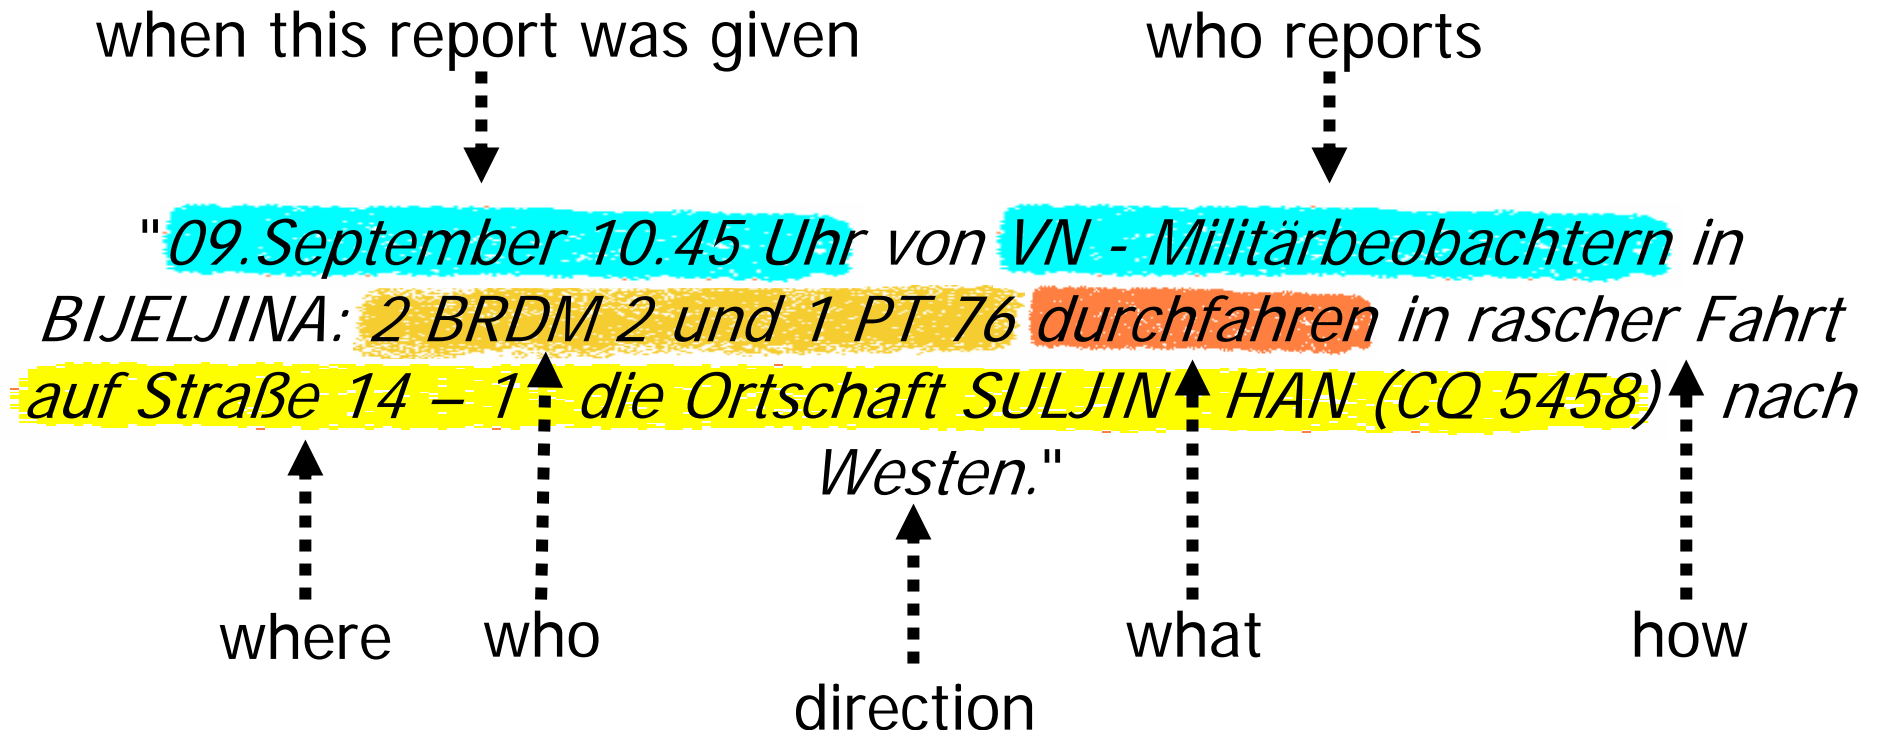 when this report was given who reports
"09.September 10.45 Uhr von VN - Militärbeobachtern in
BIJELJINA: 2 BRDM 2 und 1 PT 76 durchfahren in rascher Fahrt
auf Straße 14 – 1 die Ortschaft SULJIN HAN (CQ 5458) nach
Westen."
where who what how
direction